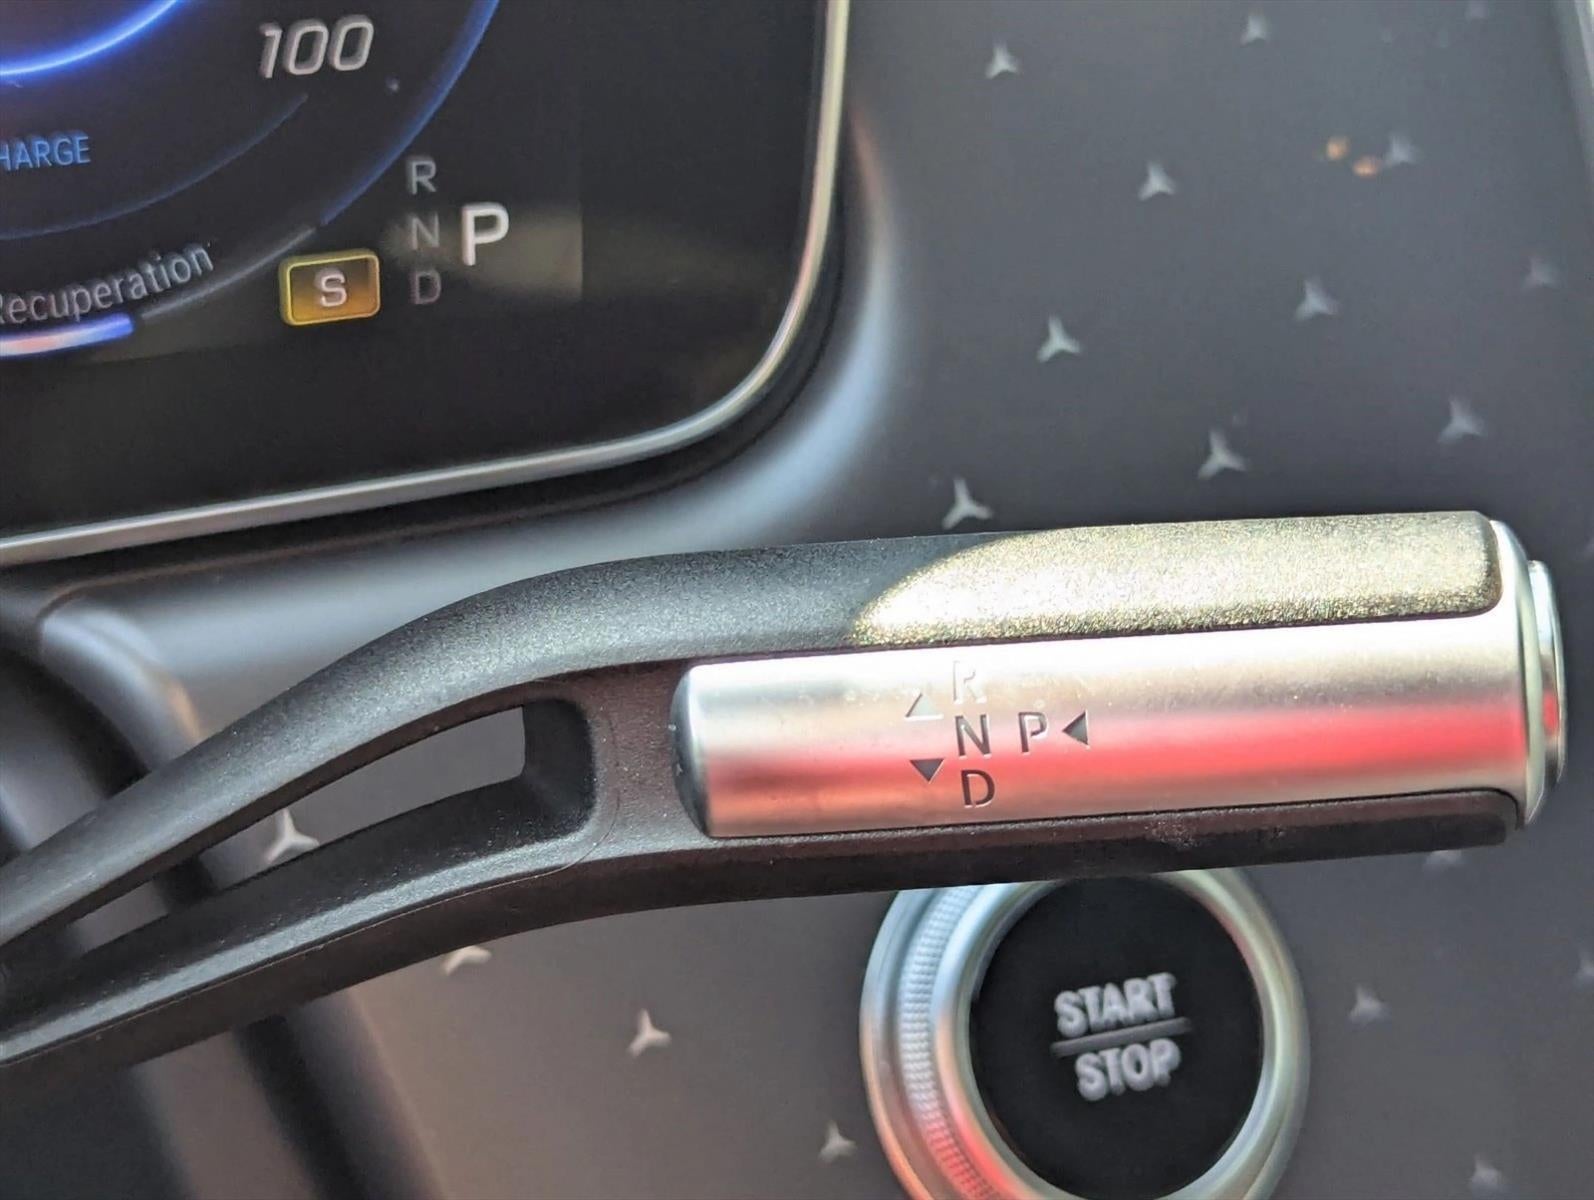 100
HARGE
R
N P
D
S
Recuperation
R
N P
D
START
STOP